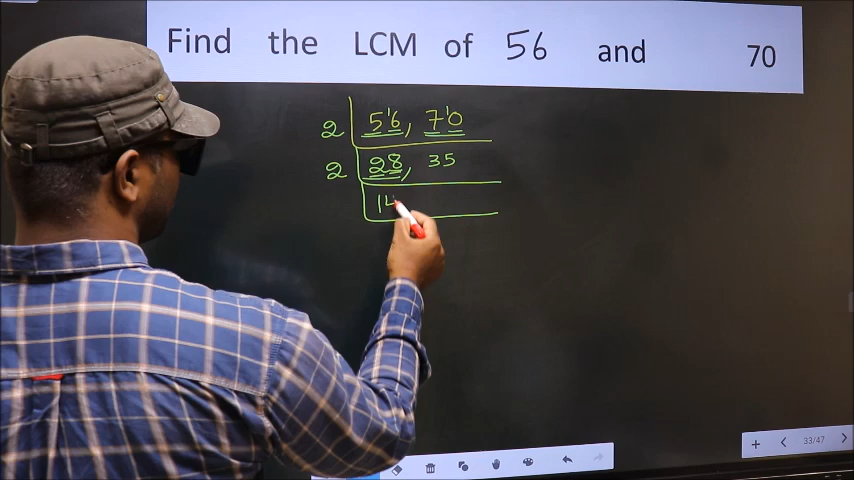 Find the LCM of 56 and 70
2 56, 70
2 28, 35
14
33/47